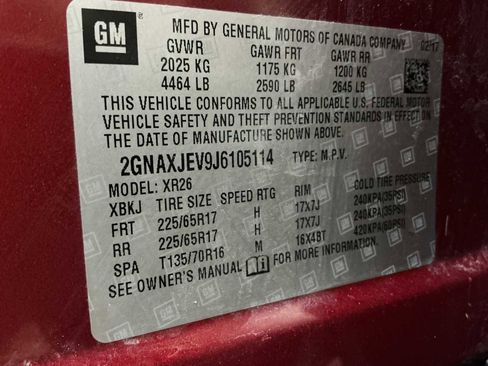 GM
MFD BY GENERAL MOTORS OF CANADA COMPANY 02/17
GVWR GAWR FRT GAWR RR
2025 KG 1175 KG 1200 KG
4464 LB 2590 LB 2645 LB
THIS VEHICLE CONFORMS TO ALL APPLICABLE U.S. FEDERAL MOTOR
VEHICLE SAFETY AND THEFT PREVENTION STANDARDS IN EFFECT ON
THE DATE OF MANUFACTURE SHOWN ABOVE.
2GNAXJEV9J6105114 TYPE: M.P.V.
MODEL: XR26
XBKJ TIRE SIZE SPEED RTG RIM COLD TIRE PRESSURE
FRT 225/65R17 H 17X7J 240KPA(35PSI)
RR 225/65R17 H 17X7J 240KPA(35PSI)
SPA T135/70R16 M 16X4BT 420KPA(60PSI)
SEE OWNER'S MANUAL FOR MORE INFORMATION.